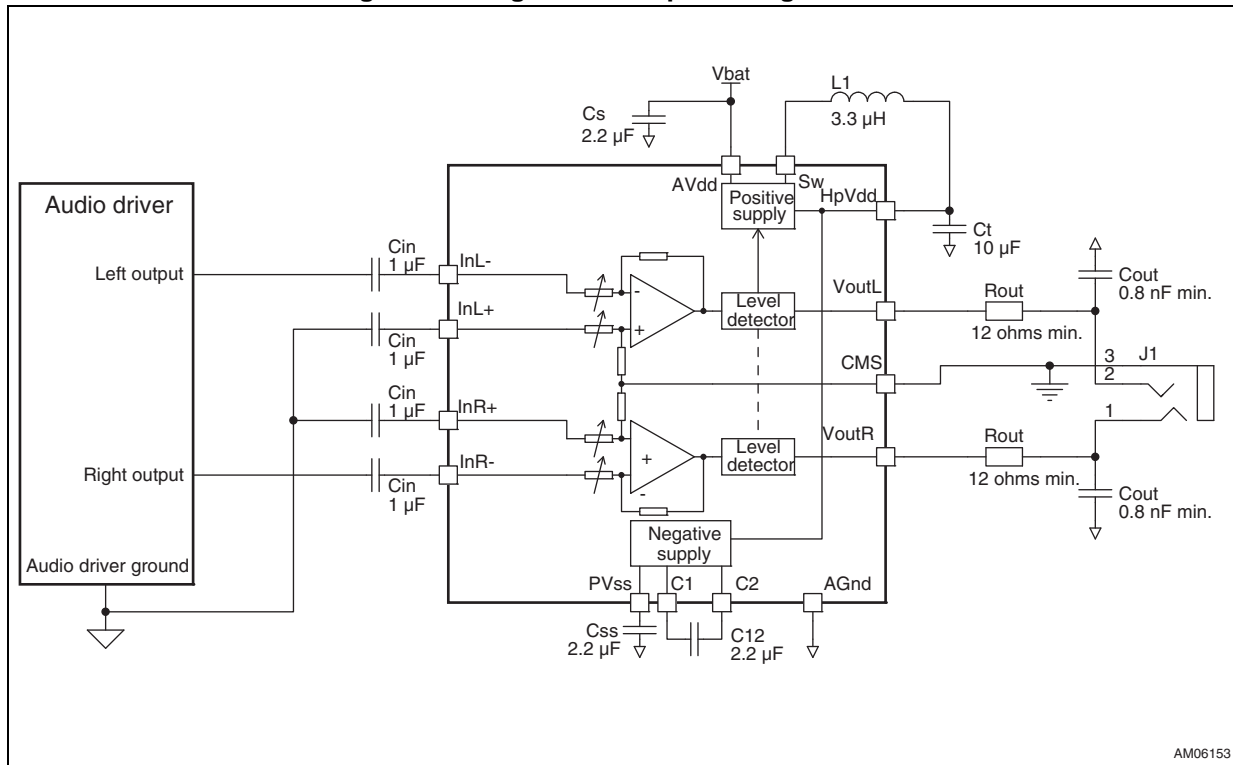 Vbat
L1
3.3 µH
Cs
2.2 µF
AVdd
Sw
Positive
supply
HpVdd
Ct
10 µF
Audio driver
Left output
Cin
1 µF
InL-
-
Level
detector
VoutL
Rout
12 ohms min.
Cout
0.8 nF min.
InL+
+
Cin
1 µF
CMS
3
J1
2
Cin
1 µF
InR+
+
Level
detector
VoutR
Rout
12 ohms min.
1
Right output
Cin
1 µF
InR-
-
Cout
0.8 nF min.
Negative
supply
Audio driver ground
PVss
C1
C2
AGnd
Css
2.2 µF
C12
2.2 µF
AM06153